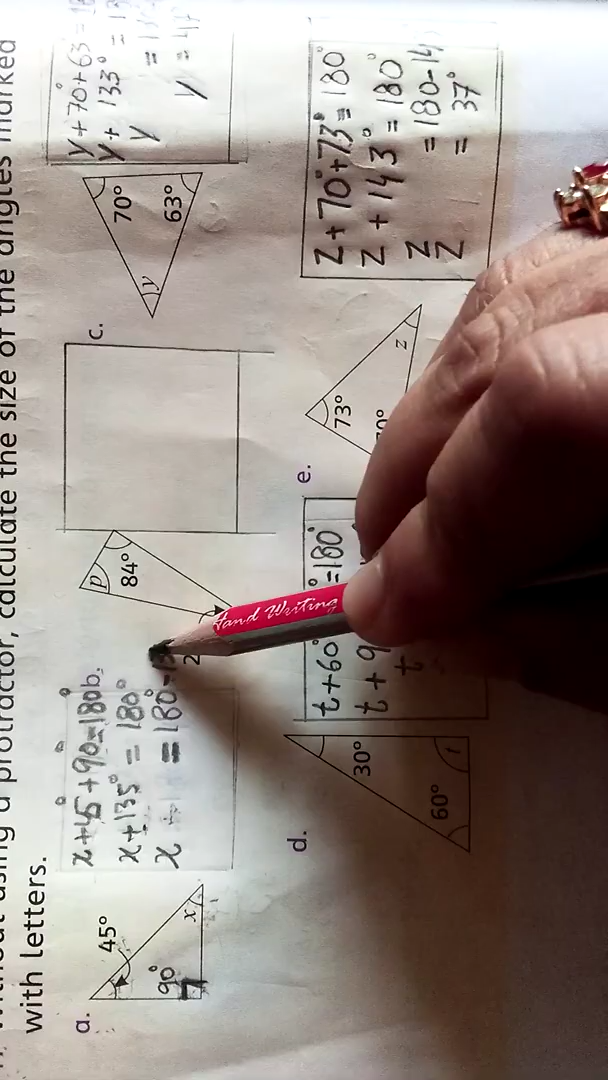 without using a protractor, calculate the size of the angles marked
with letters.
a.
45°
90°
x
x+45°+90°=180°
x+135° = 180°
x = 180-13
b.
p
84°
c.
70°
63°
y
y+70°+63
y+ 133°
y
y
d.
30°
60°
t
t+60° =180°
t+9
t
e.
73°
z
Z+70°+73°=180°
Z + 143° = 180°
Z = 180-14
Z = 37°
Hand Writing